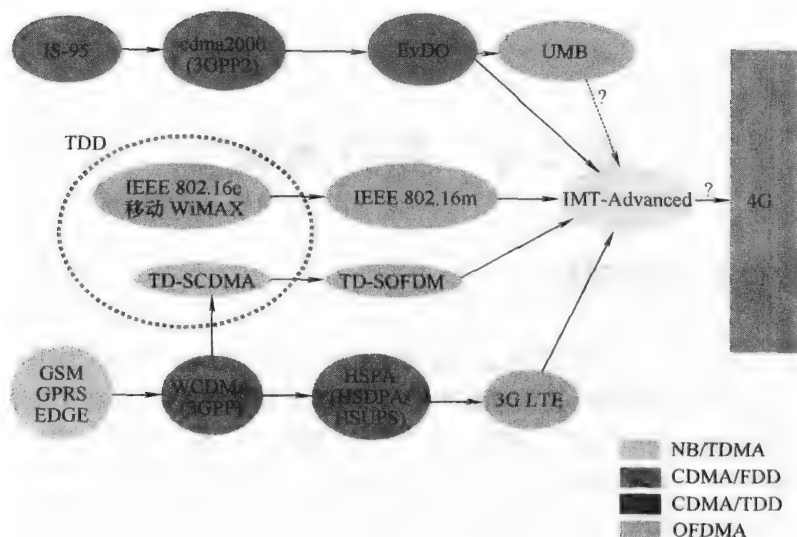 IS-95
cdma2000
(3GPP2)
EvDO
UMB
?
TDD
IEEE 802.16e
移动 WiMAX
IEEE 802.16m
IMT-Advanced
?
4G
TD-SCDMA
TD-SOFDM
GSM
GPRS
EDGE
WCDMA
(3GPP)
HSPA
(HSDPA/
HSUPS)
3G LTE
NB/TDMA
CDMA/FDD
CDMA/TDD
OFDMA